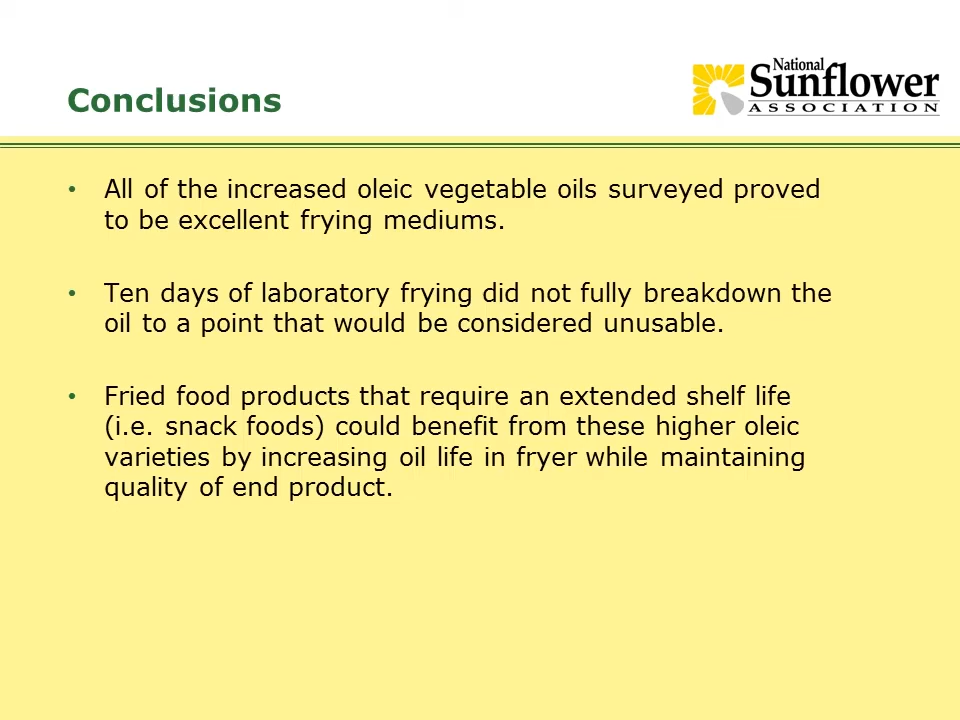 Conclusions
National
Sunflower
ASSOCIATION
• All of the increased oleic vegetable oils surveyed proved
to be excellent frying mediums.
• Ten days of laboratory frying did not fully breakdown the
oil to a point that would be considered unusable.
• Fried food products that require an extended shelf life
(i.e. snack foods) could benefit from these higher oleic
varieties by increasing oil life in fryer while maintaining
quality of end product.